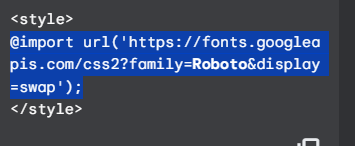 <style>
@import url('https://fonts.googlea
pis.com/css2?family=Roboto&display
=swap');
</style>